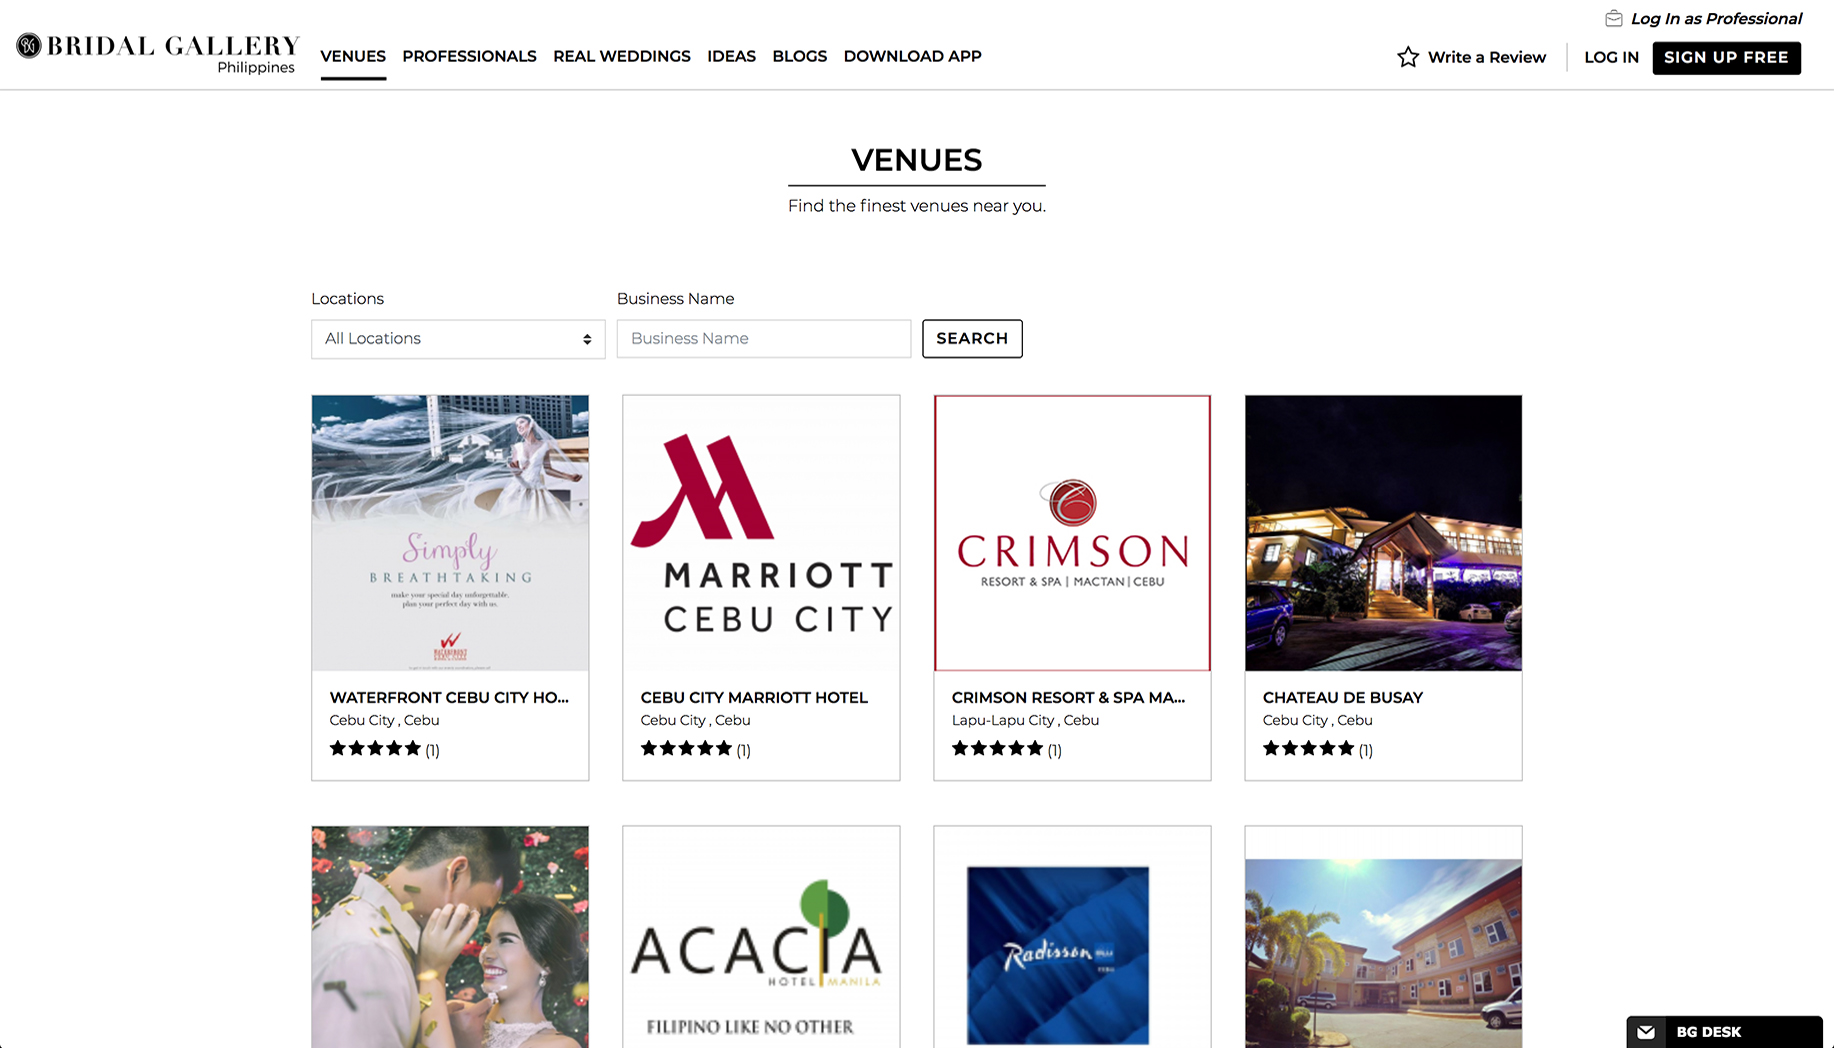 Log In as Professional
BG BRIDAL GALLERY
Philippines
VENUES PROFESSIONALS REAL WEDDINGS IDEAS BLOGS DOWNLOAD APP
Write a Review LOG IN SIGN UP FREE
VENUES
Find the finest venues near you.
Locations Business Name
All Locations Business Name SEARCH
Simply
BREATHTAKING
make your special day unforgettable.
plan your perfect day with us.
WATERFRONT
MARRIOTT
CEBU CITY
CRIMSON
RESORT & SPA | MACTAN | CEBU
WATERFRONT CEBU CITY HO...
Cebu City , Cebu
(1)
CEBU CITY MARRIOTT HOTEL
Cebu City , Cebu
(1)
CRIMSON RESORT & SPA MA...
Lapu-Lapu City , Cebu
(1)
CHATEAU DE BUSAY
Cebu City , Cebu
(1)
ACACIA
HOTEL MANILA
FILIPINO LIKE NO OTHER
Radisson BLU
CEBU
BG DESK